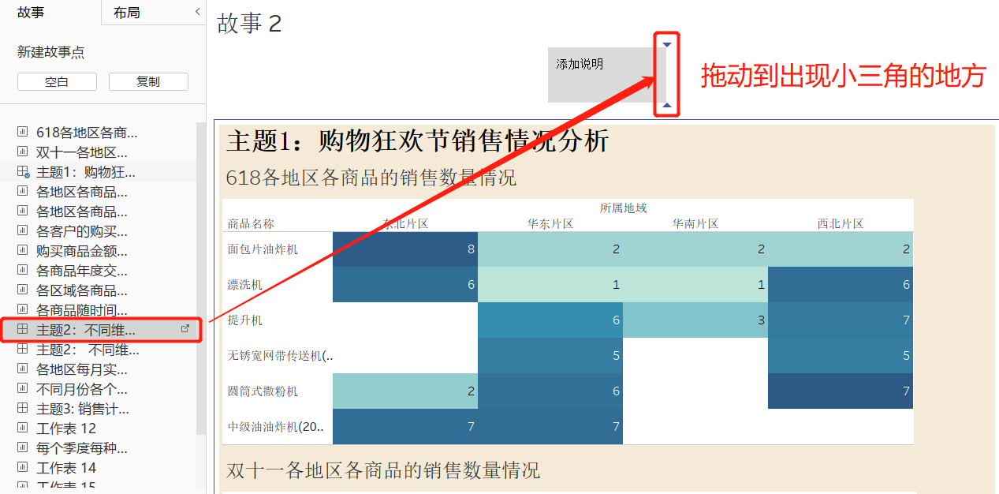 故事 布局
新建故事点
空白 复制
618各地区各商...
双十一各地区...
主题1：购物狂...
各地区各商品...
各地区各商品...
各客户的购买...
购买商品金额...
各商品年度交...
各区域各商品...
各商品随时间...
主题2：不同维...
主题2： 不同维...
各地区每月实...
不同月份各个...
主题3: 销售计...
工作表 12
每个季度每种...
工作表 14
工作表 15
故事 2
添加说明
拖动到出现小三角的地方
主题1：购物狂欢节销售情况分析
618各地区各商品的销售数量情况
所属地域
商品名称 东北片区 华东片区 华南片区 西北片区
面包片油炸机 8 2 2 2
漂洗机 6 1 1 6
提升机 6 3 7
无锈宽网带传送机(.. 5 5
圆筒式撒粉机 2 6 7
中级油油炸机(20.. 7 7
双十一各地区各商品的销售数量情况